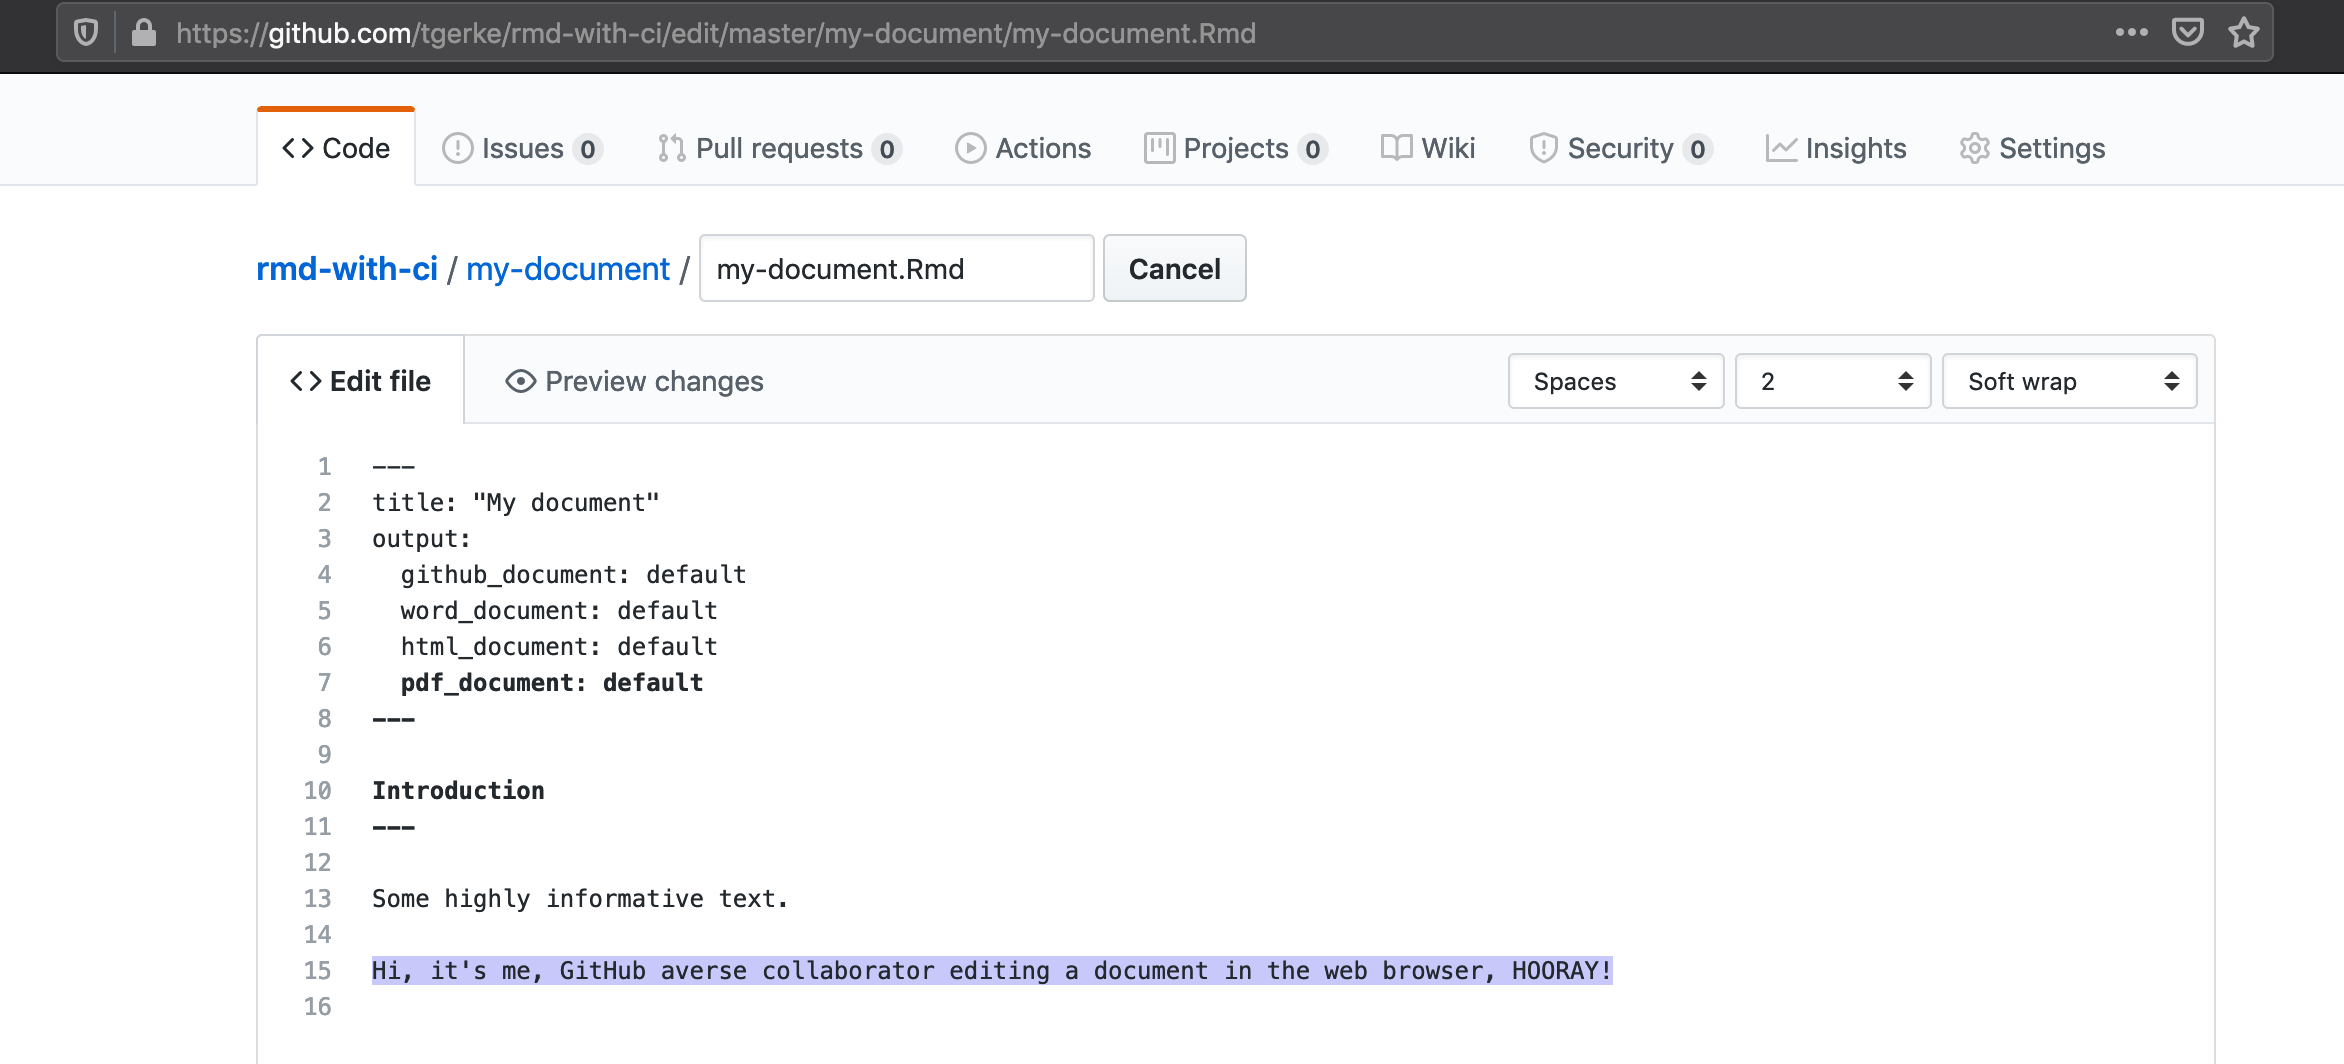 https://github.com/tgerke/rmd-with-ci/edit/master/my-document/my-document.Rmd
Code Issues 0 Pull requests 0 Actions Projects 0 Wiki Security 0 Insights Settings
rmd-with-ci / my-document / my-document.Rmd Cancel
Edit file Preview changes Spaces 2 Soft wrap
1 ---
2 title: "My document"
3 output:
4   github_document: default
5   word_document: default
6   html_document: default
7   pdf_document: default
8 ---
9
10 Introduction
11 ---
12
13 Some highly informative text.
14
15 Hi, it's me, GitHub averse collaborator editing a document in the web browser, HOORAY!
16